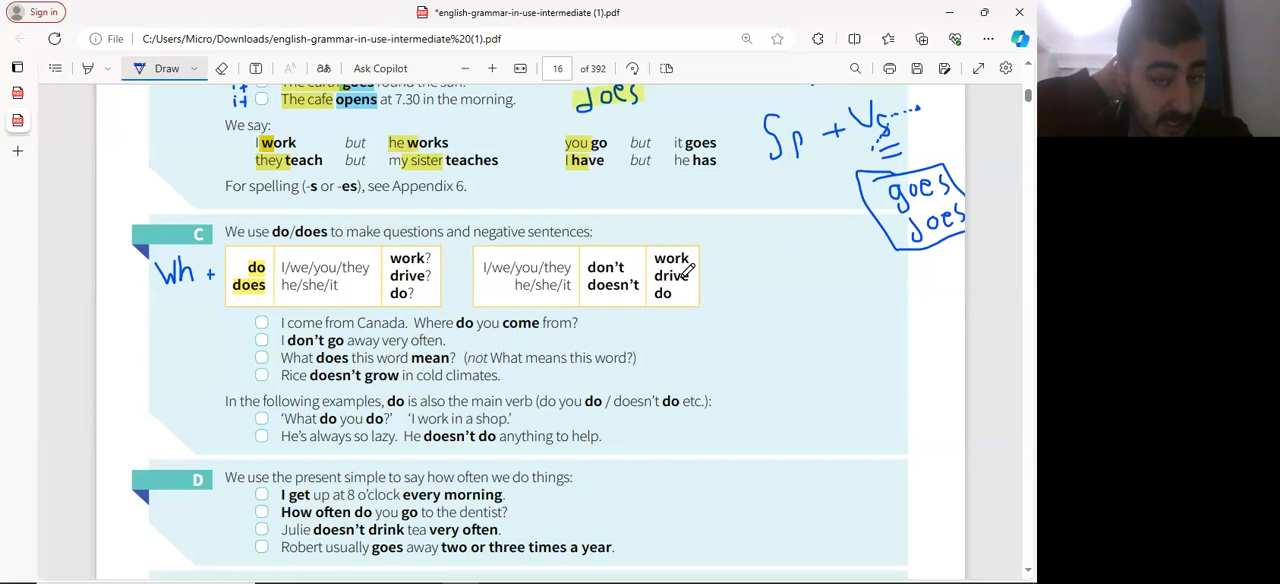 Sign in
*english-grammar-in-use-intermediate (1).pdf
File C:/Users/Micro/Downloads/english-grammar-in-use-intermediate%20(1).pdf
Draw Ask Copilot 16 of 392
it The cafe opens at 7.30 in the morning. does
We say:
I work but he works you go but it goes
they teach but my sister teaches I have but he has
Sp + Vs
For spelling (-s or -es), see Appendix 6.
goes
does
C We use do/does to make questions and negative sentences:
Wh +
do I/we/you/they work?
does he/she/it drive?
do?
I/we/you/they don't work
he/she/it doesn't drive
do
I come from Canada. Where do you come from?
I don't go away very often.
What does this word mean? (not What means this word?)
Rice doesn't grow in cold climates.
In the following examples, do is also the main verb (do you do / doesn't do etc.):
‘What do you do?’ ‘I work in a shop.’
He's always so lazy. He doesn't do anything to help.
D We use the present simple to say how often we do things:
I get up at 8 o'clock every morning.
How often do you go to the dentist?
Julie doesn't drink tea very often.
Robert usually goes away two or three times a year.